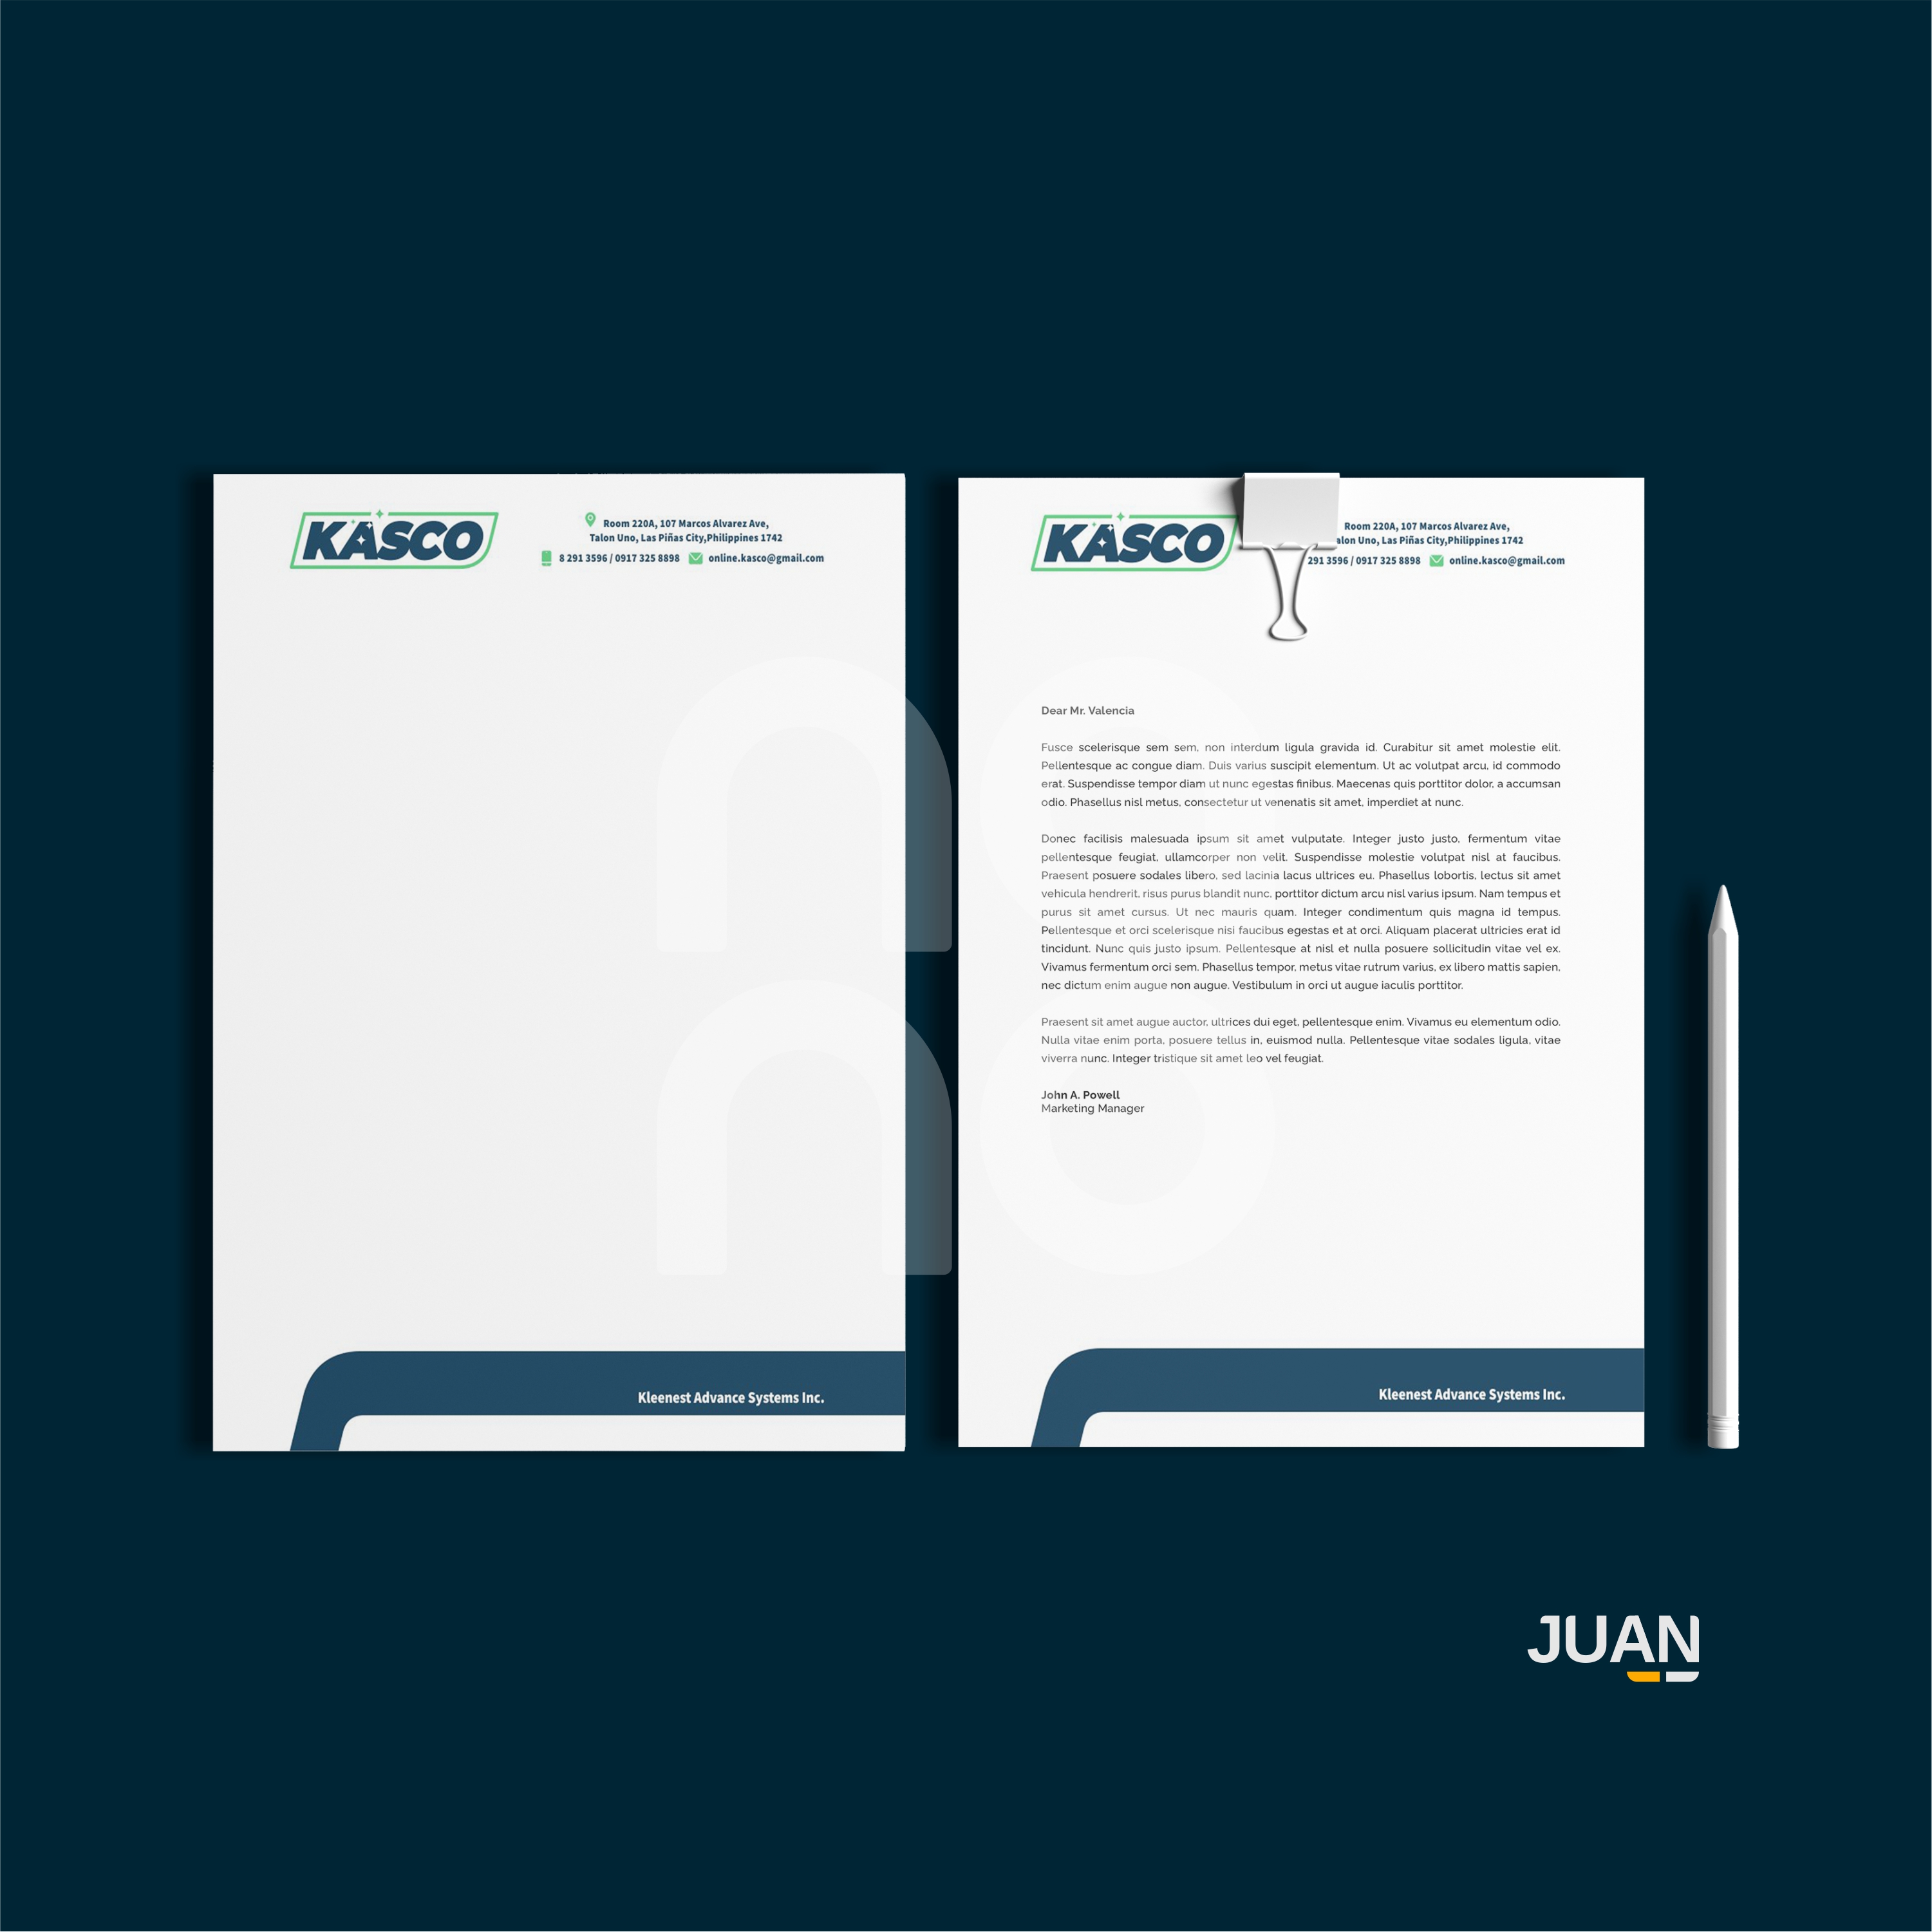 KASCO
Room 220A, 107 Marcos Alvarez Ave,
Talon Uno, Las Piñas City,Philippines 1742
8 291 3596 / 0917 325 8898 online.kasco@gmail.com
Kleenest Advance Systems Inc.
KASCO
Room 220A, 107 Marcos Alvarez Ave,
alon Uno, Las Piñas City,Philippines 1742
291 3596 / 0917 325 8898 online.kasco@gmail.com
Dear Mr. Valencia
Fusce scelerisque sem sem, non interdum ligula gravida id. Curabitur sit amet molestie elit.
Pellentesque ac congue diam. Duis varius suscipit elementum. Ut ac volutpat arcu, id commodo
erat. Suspendisse tempor diam ut nunc egestas finibus. Maecenas quis porttitor dolor, a accumsan
odio. Phasellus nisl metus, consectetur ut venenatis sit amet, imperdiet at nunc.
Donec facilisis malesuada ipsum sit amet vulputate. Integer justo justo, fermentum vitae
pellentesque feugiat, ullamcorper non velit. Suspendisse molestie volutpat nisl at faucibus.
Praesent posuere sodales libero, sed lacinia lacus ultrices eu. Phasellus lobortis, lectus sit amet
vehicula hendrerit, risus purus blandit nunc, porttitor dictum arcu nisl varius ipsum. Nam tempus et
purus sit amet cursus. Ut nec mauris quam. Integer condimentum quis magna id tempus.
Pellentesque et orci scelerisque nisi faucibus egestas et at orci. Aliquam placerat ultricies erat id
tincidunt. Nunc quis justo ipsum. Pellentesque at nisl et nulla posuere sollicitudin vitae vel ex.
Vivamus fermentum orci sem. Phasellus tempor, metus vitae rutrum varius, ex libero mattis sapien,
nec dictum enim augue non augue. Vestibulum in orci ut augue iaculis porttitor.
Praesent sit amet augue auctor, ultrices dui eget, pellentesque enim. Vivamus eu elementum odio.
Nulla vitae enim porta, posuere tellus in, euismod nulla. Pellentesque vitae sodales ligula, vitae
viverra nunc. Integer tristique sit amet leo vel feugiat.
John A. Powell
Marketing Manager
Kleenest Advance Systems Inc.
JUAN